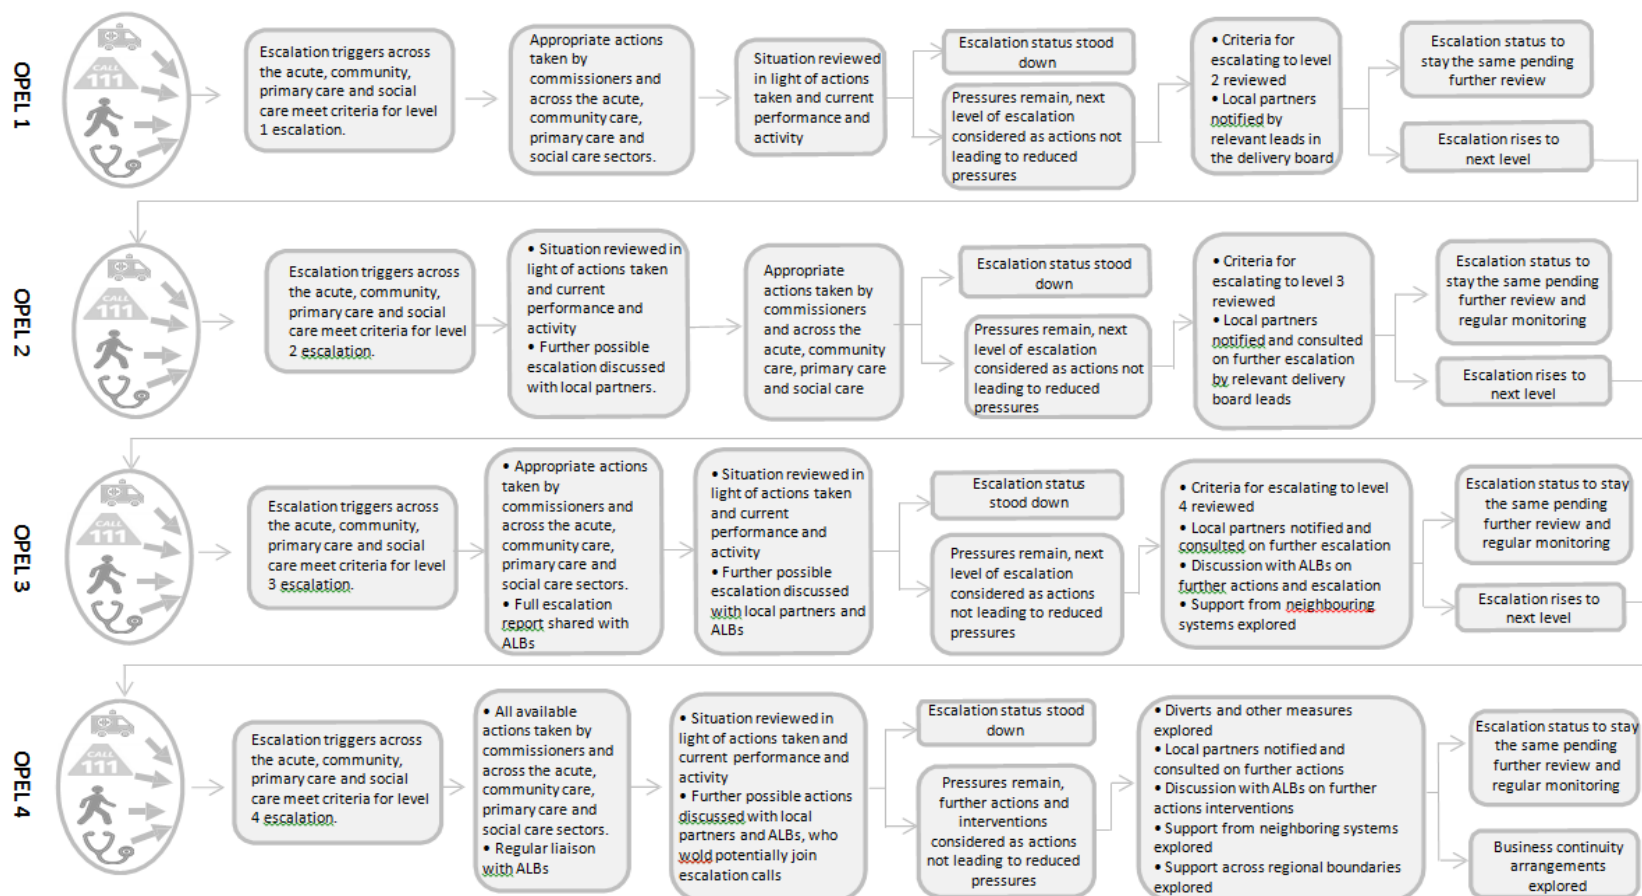 OPEL 1
CALL
111
Escalation triggers across
the acute, community,
primary care and social
care meet criteria for level
1 escalation.
Appropriate actions
taken by
commissioners and
across the acute,
community care,
primary care and
social care sectors.
Situation reviewed
in light of actions
taken and current
performance and
activity
Escalation status stood
down
Pressures remain, next
level of escalation
considered as actions not
leading to reduced
pressures
• Criteria for
escalating to level
2 reviewed
• Local partners
notified by
relevant leads in
the delivery board
Escalation status to
stay the same pending
further review
Escalation rises to
next level
OPEL 2
CALL
111
Escalation triggers across
the acute, community,
primary care and social
care meet criteria for level
2 escalation.
• Situation reviewed in
light of actions taken
and current
performance and
activity
• Further possible
escalation discussed
with local partners.
Appropriate
actions taken by
commissioners
and across the
acute, community
care, primary care
and social care
Escalation status stood
down
Pressures remain, next
level of escalation
considered as actions not
leading to reduced
pressures
• Criteria for
escalating to level 3
reviewed
• Local partners
notified and consulted
on further escalation
by relevant delivery
board leads
Escalation status to
stay the same pending
further review and
regular monitoring
Escalation rises to
next level
OPEL 3
CALL
111
Escalation triggers across
the acute, community,
primary care and social
care meet criteria for level
3 escalation.
• Appropriate actions
taken by
commissioners and
across the acute,
community care,
primary care and
social care sectors.
• Full escalation
report shared with
ALBs
• Situation reviewed in
light of actions taken
and current
performance and
activity
• Further possible
escalation discussed
with local partners and
ALBs
Escalation status
stood down
Pressures remain, next
level of escalation
considered as actions
not leading to reduced
pressures
• Criteria for escalating to level
4 reviewed
• Local partners notified and
consulted on further escalation
• Discussion with ALBs on
further actions and escalation
• Support from neighbouring
systems explored
Escalation status to stay
the same pending
further review and
regular monitoring
Escalation rises to
next level
OPEL 4
CALL
111
Escalation triggers across
the acute, community,
primary care and social
care meet criteria for level
4 escalation.
• All available
actions taken by
commissioners and
across the acute,
community care,
primary care and
social care sectors.
• Regular liaison
with ALBs
• Situation reviewed in
light of actions taken and
current performance and
activity
• Further possible actions
discussed with local
partners and ALBs, who
wold potentially join
escalation calls
Escalation status stood
down
Pressures remain,
further actions and
interventions
considered as actions
not leading to reduced
pressures
• Diverts and other measures
explored
• Local partners notified and
consulted on further actions
• Discussion with ALBs on further
actions interventions
• Support from neighboring systems
explored
• Support across regional boundaries
explored
Escalation status to stay
the same pending
further review and
regular monitoring
Business continuity
arrangements
explored